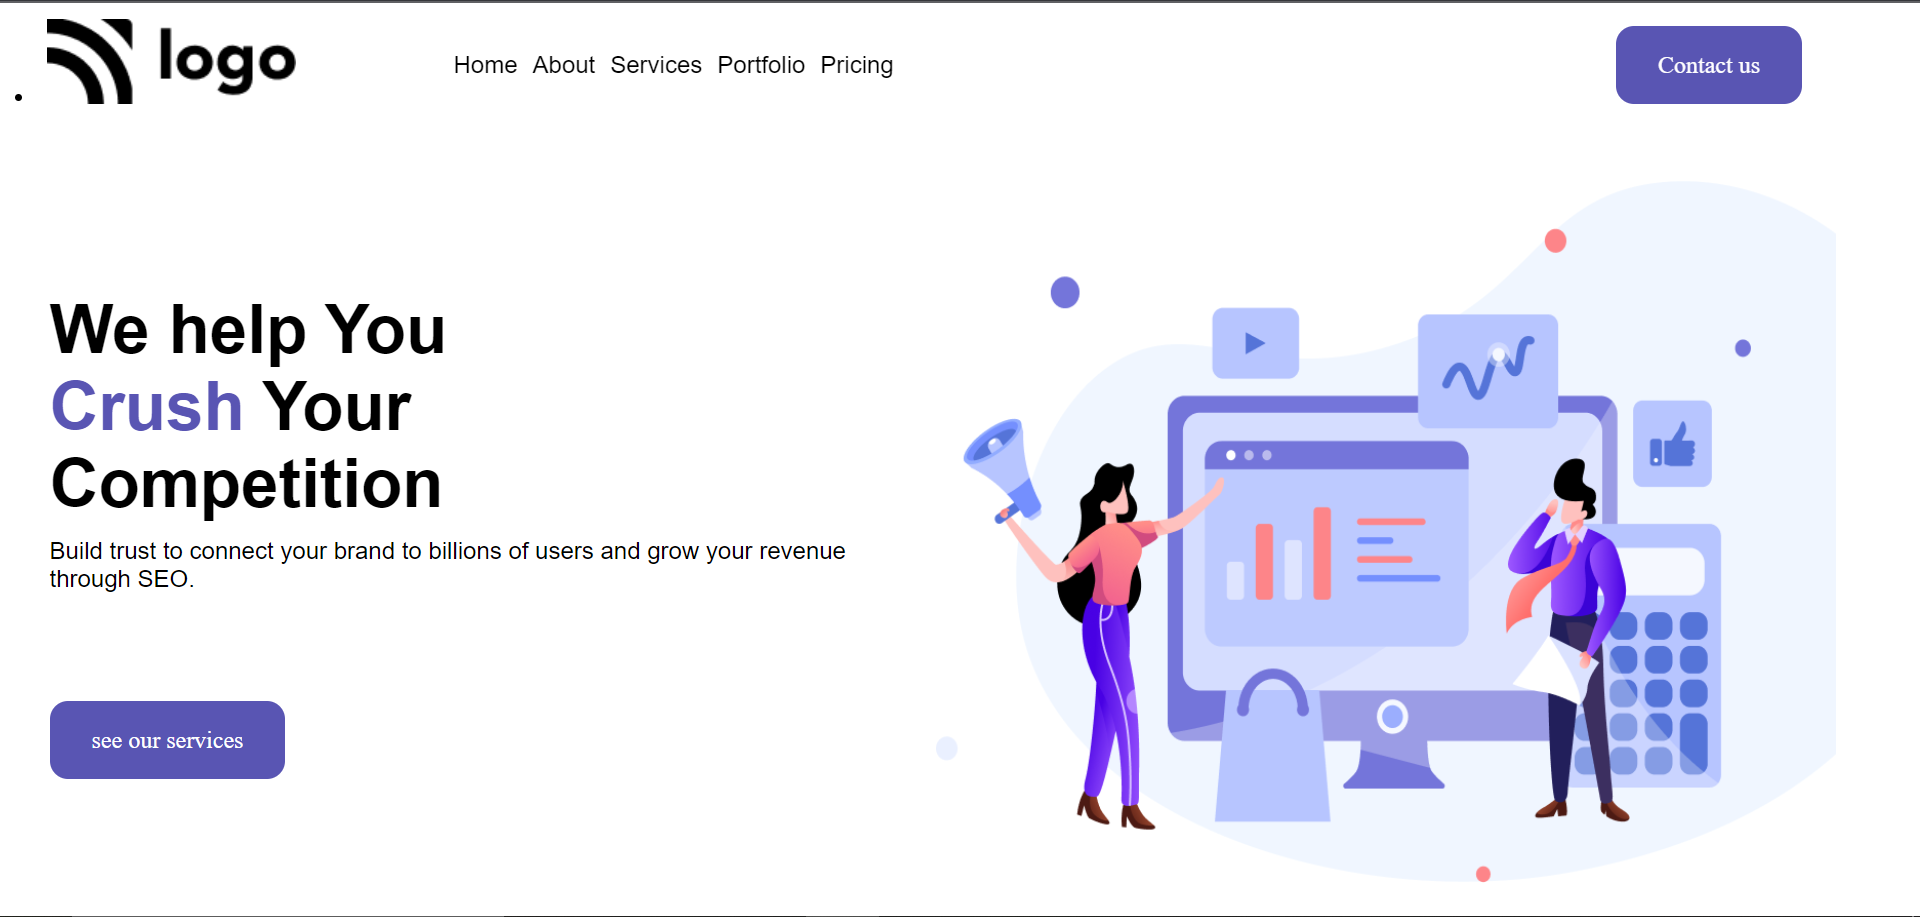 logo
Home About Services Portfolio Pricing
Contact us
We help You
Crush Your
Competition
Build trust to connect your brand to billions of users and grow your revenue
through SEO.
see our services